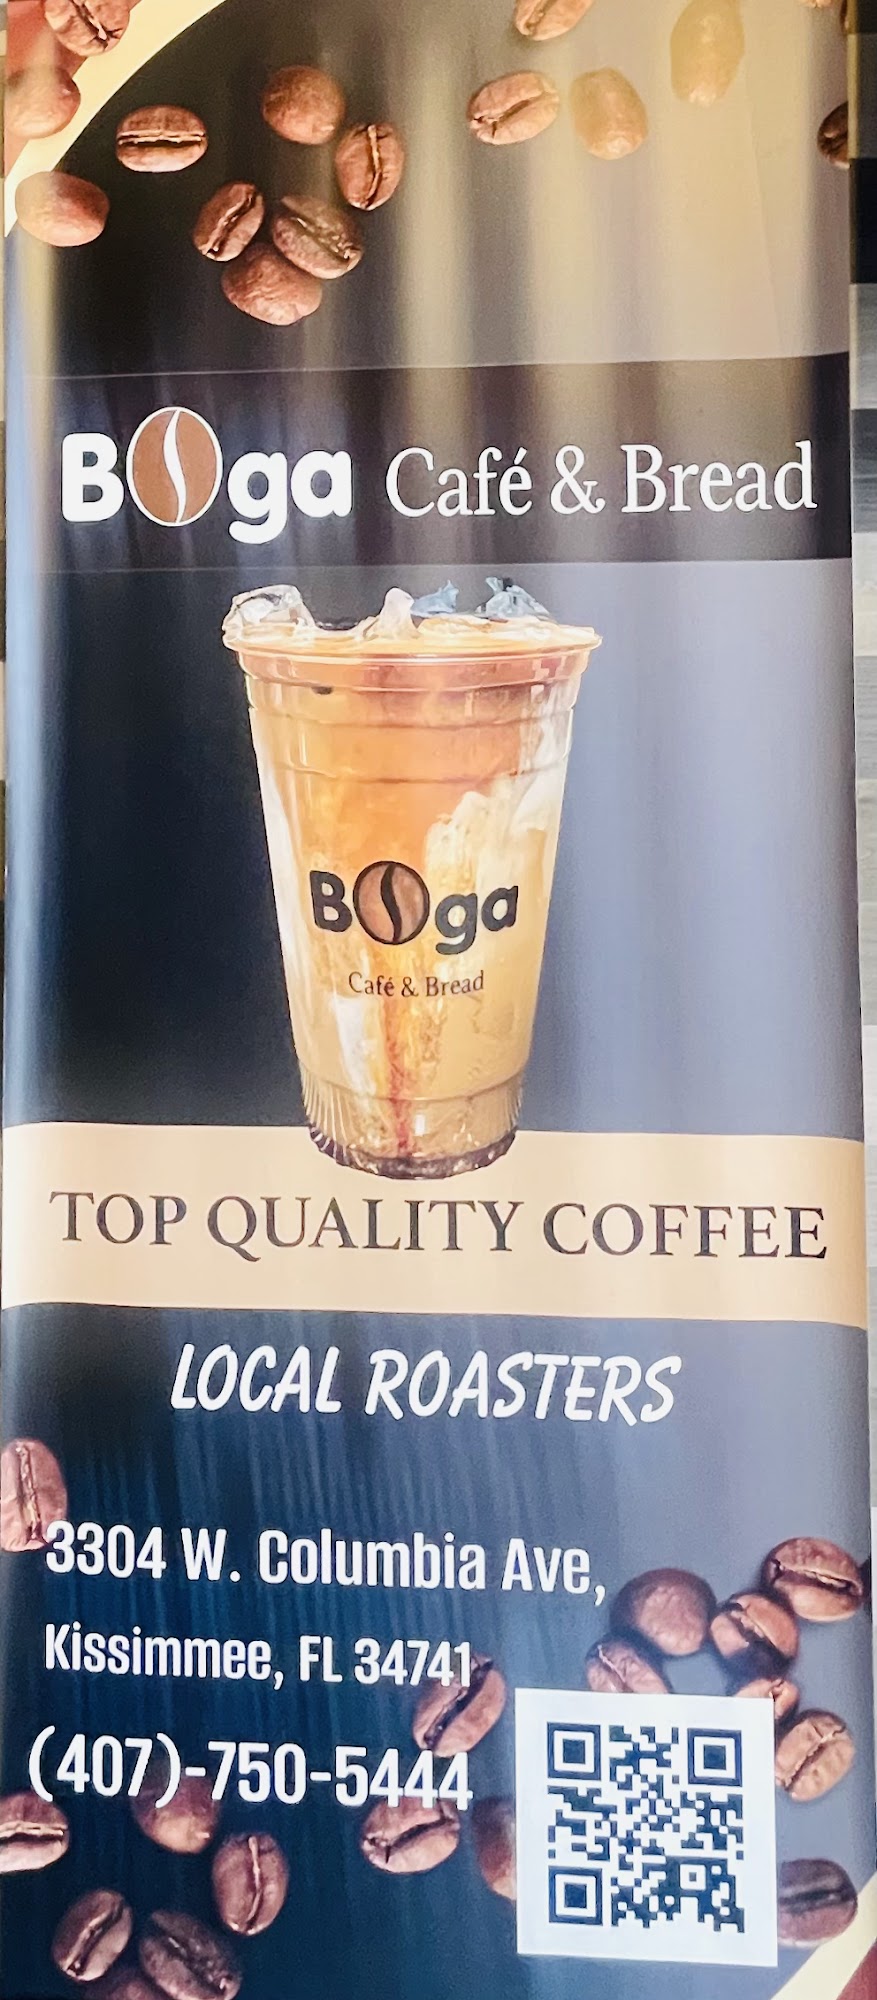 Boga Café & Bread
Boga
Café & Bread
TOP QUALITY COFFEE
LOCAL ROASTERS
3304 W. Columbia Ave,
Kissimmee, FL 34741
(407)-750-5444